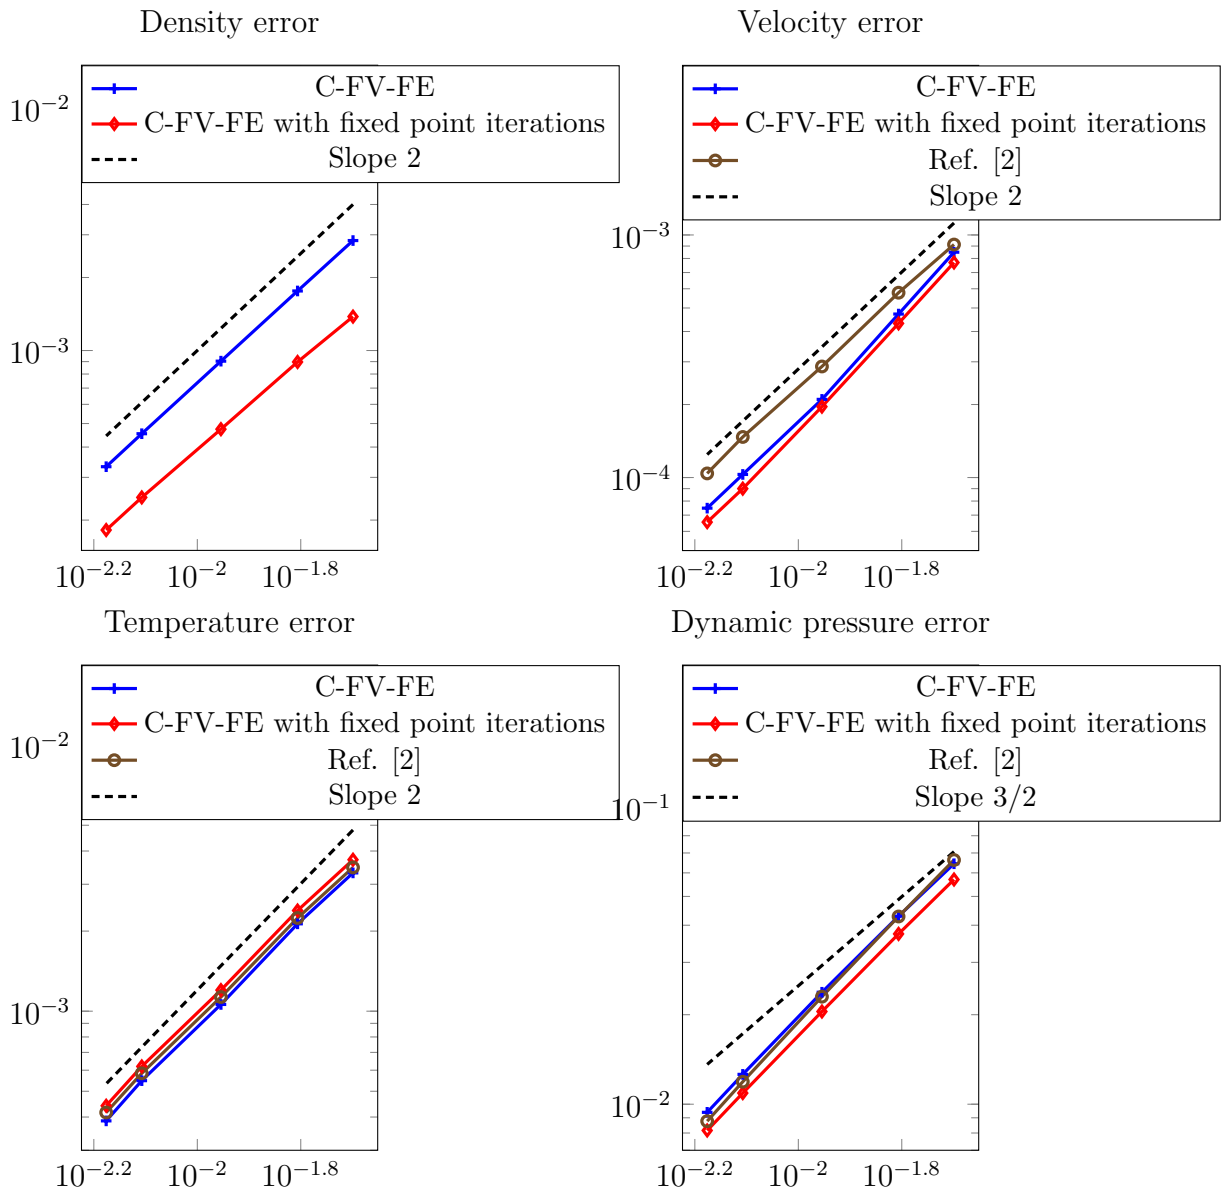 Density error
C-FV-FE
C-FV-FE with fixed point iterations
Slope 2
10^{-2}
10^{-3}
10^{-2.2} 10^{-2} 10^{-1.8}
Velocity error
C-FV-FE
C-FV-FE with fixed point iterations
Ref. [2]
Slope 2
10^{-3}
10^{-4}
10^{-2.2} 10^{-2} 10^{-1.8}
Temperature error
C-FV-FE
C-FV-FE with fixed point iterations
Ref. [2]
Slope 2
10^{-2}
10^{-3}
10^{-2.2} 10^{-2} 10^{-1.8}
Dynamic pressure error
C-FV-FE
C-FV-FE with fixed point iterations
Ref. [2]
Slope 3/2
10^{-1}
10^{-2}
10^{-2.2} 10^{-2} 10^{-1.8}